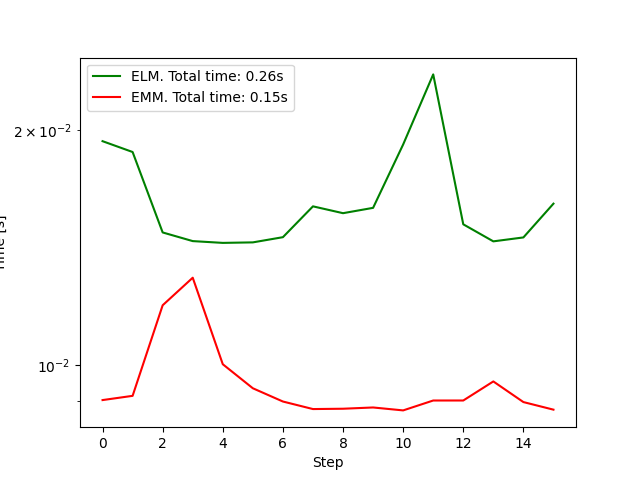 ELM. Total time: 0.26s
EMM. Total time: 0.15s
2 × 10⁻²
10⁻²
Time [s]
0 2 4 6 8 10 12 14
Step